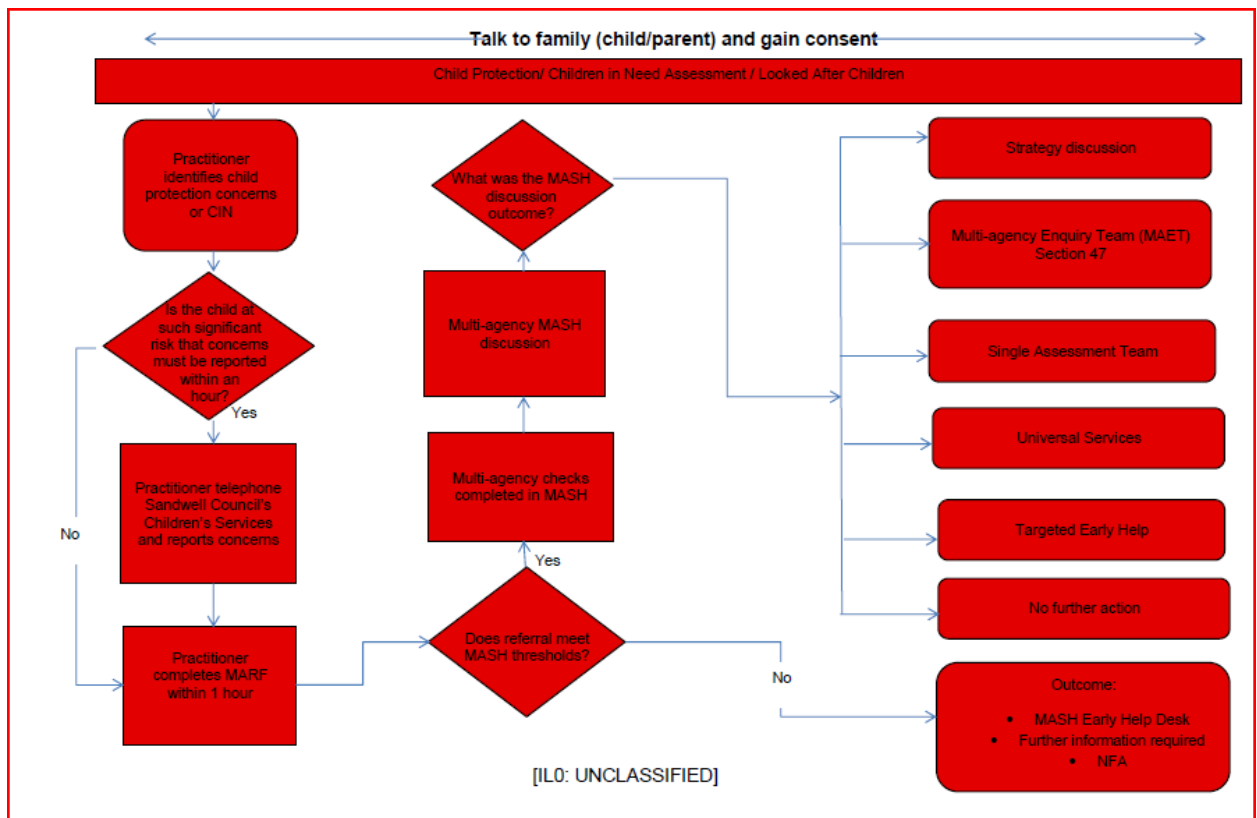 Talk to family (child/parent) and gain consent
Child Protection/ Children in Need Assessment / Looked After Children
Practitioner
identifies child
protection concerns
or CIN
Is the child at
such significant
risk that concerns
must be reported
within an
hour?
Yes
No
Practitioner telephone
Sandwell Council's
Children's Services
and reports concerns
Practitioner
completes MARF
within 1 hour
What was the MASH
discussion
outcome?
Multi-agency MASH
discussion
Multi-agency checks
completed in MASH
Yes
Does referral meet
MASH thresholds?
No
Strategy discussion
Multi-agency Enquiry Team (MAET)
Section 47
Single Assessment Team
Universal Services
Targeted Early Help
No further action
Outcome:
• MASH Early Help Desk
• Further information required
• NFA
[IL0: UNCLASSIFIED]